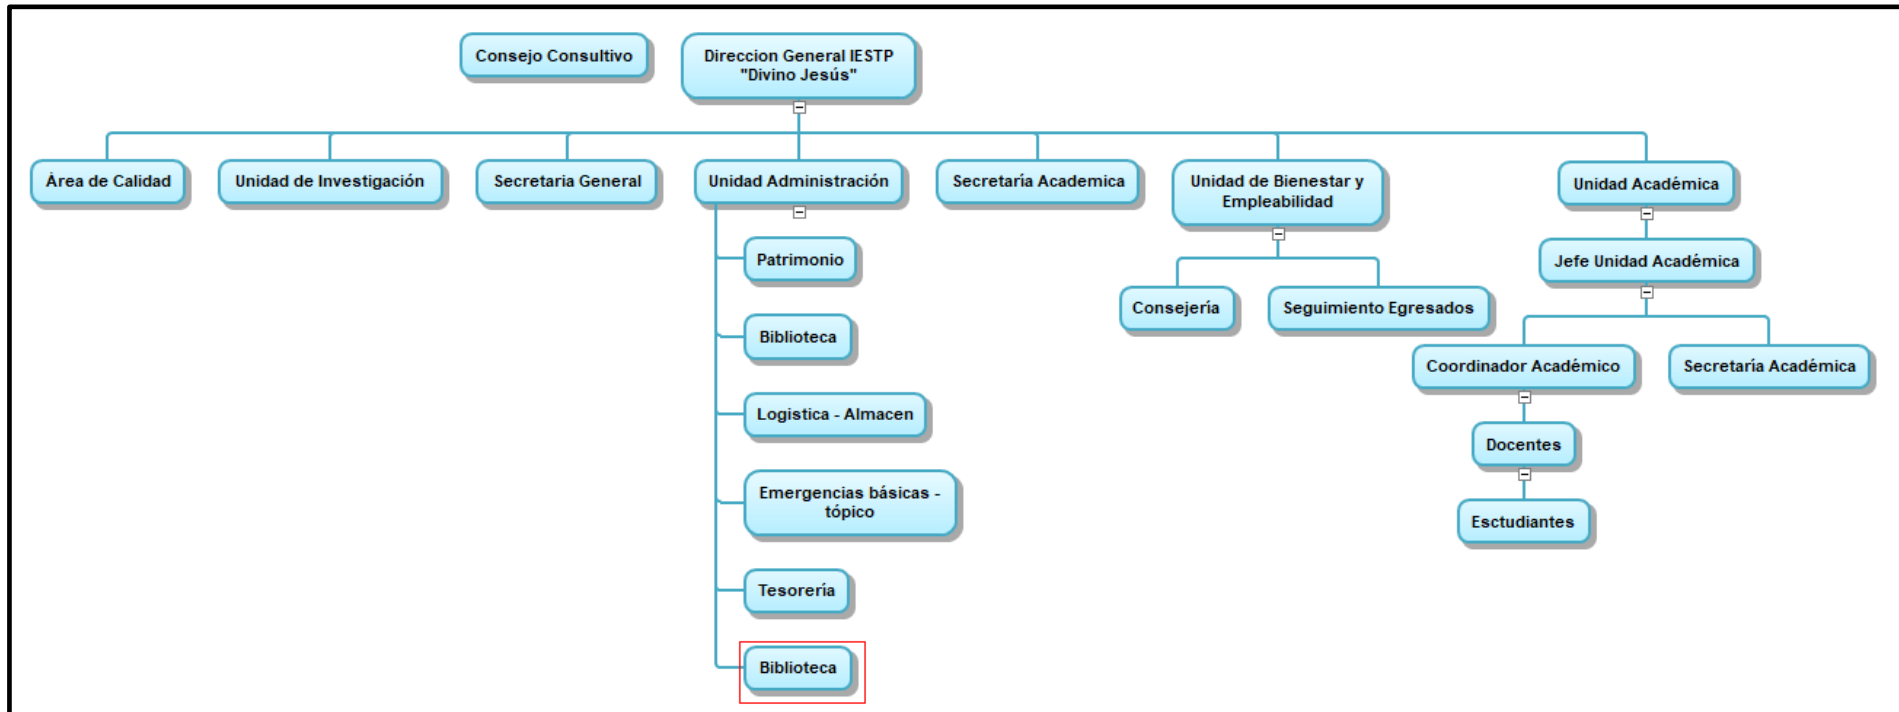 Consejo Consultivo
Direccion General IESTP
"Divino Jesús"
Àrea de Calidad
Unidad de Investigación
Secretaria General
Unidad Administración
Secretaría Academica
Unidad de Bienestar y
Empleabilidad
Unidad Académica
Patrimonio
Biblioteca
Logistica - Almacen
Emergencias básicas -
tópico
Tesorería
Biblioteca
Consejería
Seguimiento Egresados
Jefe Unidad Académica
Coordinador Académico
Secretaría Académica
Docentes
Esctudiantes